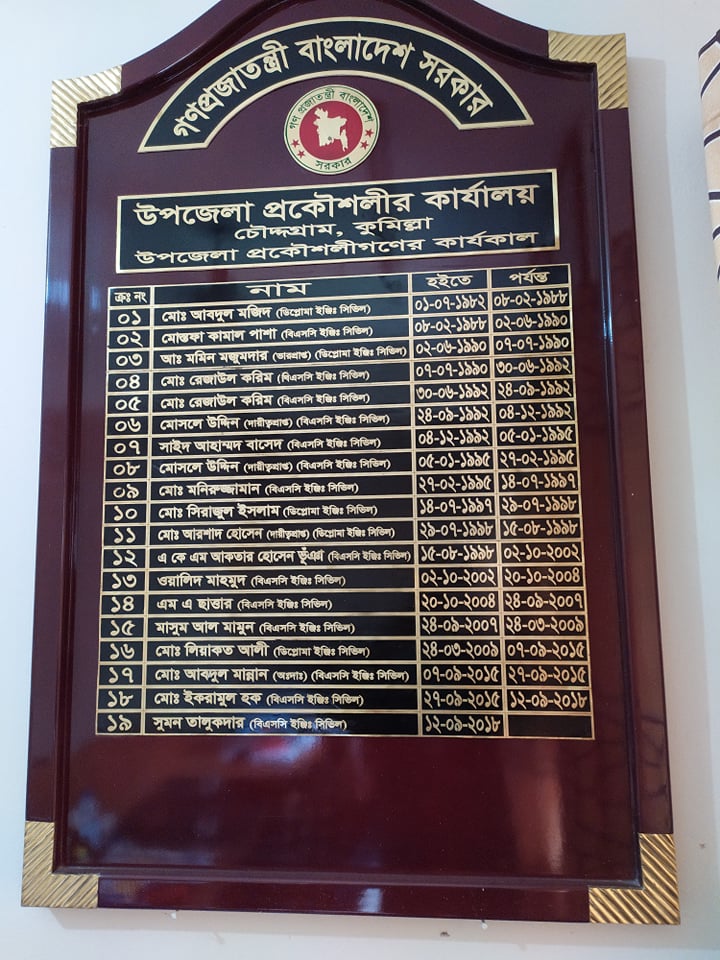 গণপ্রজাতন্ত্রী বাংলাদেশ সরকার
গণ প্রজাতন্ত্রী বাংলাদেশ
সরকার
উপজেলা প্রকৌশলীর কার্যালয়
চৌদ্দগ্রাম, কুমিল্লা
উপজেলা প্রকৌশলীগণের কার্যকাল
ক্রঃ নং নাম হইতে পর্যন্ত
০১ মোঃ আবদুল মজিদ (ডিপ্লোমা ইঞ্জিঃ সিভিল) ০১-০৭-১৯৮২ ০৮-০২-১৯৮৮
০২ মোস্তফা কামাল পাশা (বিএসসি ইঞ্জিঃ সিভিল) ০৮-০২-১৯৮৮ ০২-০৬-১৯৯০
০৩ আঃ মমিন মজুমদার (ভারপ্রাপ্ত) (ডিপ্লোমা ইঞ্জিঃ সিভিল) ০২-০৬-১৯৯০ ০৭-০৭-১৯৯০
০৪ মোঃ রেজাউল করিম (বিএসসি ইঞ্জিঃ সিভিল) ০৭-০৭-১৯৯০ ৩০-০৬-১৯৯২
০৫ মোঃ রেজাউল করিম (বিএসসি ইঞ্জিঃ সিভিল) ৩০-০৬-১৯৯২ ২৪-০৯-১৯৯২
০৬ মোসলে উদ্দিন (দায়ীত্বপ্রাপ্ত) (বিএসসি ইঞ্জিঃ সিভিল) ২৪-০৯-১৯৯২ ০৪-১২-১৯৯২
০৭ সাইদ আহাম্মদ বাসেদ (বিএসসি ইঞ্জিঃ সিভিল) ০৪-১২-১৯৯২ ০৫-০১-১৯৯৫
০৮ মোসলে উদ্দিন (দায়ীত্বপ্রাপ্ত) (বিএসসি ইঞ্জিঃ সিভিল) ০৫-০১-১৯৯৫ ২৭-০২-১৯৯৫
০৯ মোঃ মনিরুজ্জামান (বিএসসি ইঞ্জিঃ সিভিল) ২৭-০২-১৯৯৫ ১৪-০৭-১৯৯৭
১০ মোঃ সিরাজুল ইসলাম (ডিপ্লোমা ইঞ্জিঃ সিভিল) ১৪-০৭-১৯৯৭ ২৯-০৭-১৯৯৮
১১ মোঃ আরশাদ হোসেন (দায়ীত্বপ্রাপ্ত) (ডিপ্লোমা ইঞ্জিঃ সিভিল) ২৯-০৭-১৯৯৮ ১৫-০৮-১৯৯৮
১২ এ কে এম আকতার হোসেন ভূঁঞা (বিএসসি ইঞ্জিঃ সিভিল) ১৫-০৮-১৯৯৮ ০২-১০-২০০২
১৩ ওয়ালিদ মাহমুদ (বিএসসি ইঞ্জিঃ সিভিল) ০২-১০-২০০২ ২০-১০-২০০৪
১৪ এম এ ছাত্তার (বিএসসি ইঞ্জিঃ সিভিল) ২০-১০-২০০৪ ২৪-০৯-২০০৭
১৫ মাসুম আল মামুন (বিএসসি ইঞ্জিঃ সিভিল) ২৪-০৯-২০০৭ ২৪-০৩-২০০৯
১৬ মোঃ লিয়াকত আলী (ডিপ্লোমা ইঞ্জিঃ সিভিল) ২৪-০৩-২০০৯ ০৭-০৯-২০১৫
১৭ মোঃ আবদুল মান্নান (অঃদাঃ) (বিএসসি ইঞ্জিঃ সিভিল) ০৭-০৯-২০১৫ ২৭-০৯-২০১৫
১৮ মোঃ ইকরামুল হক (বিএসসি ইঞ্জিঃ সিভিল) ২৭-০৯-২০১৫ ১২-০৯-২০১৮
১৯ সুমন তালুকদার (বিএসসি ইঞ্জিঃ সিভিল) ১২-০৯-২০১৮